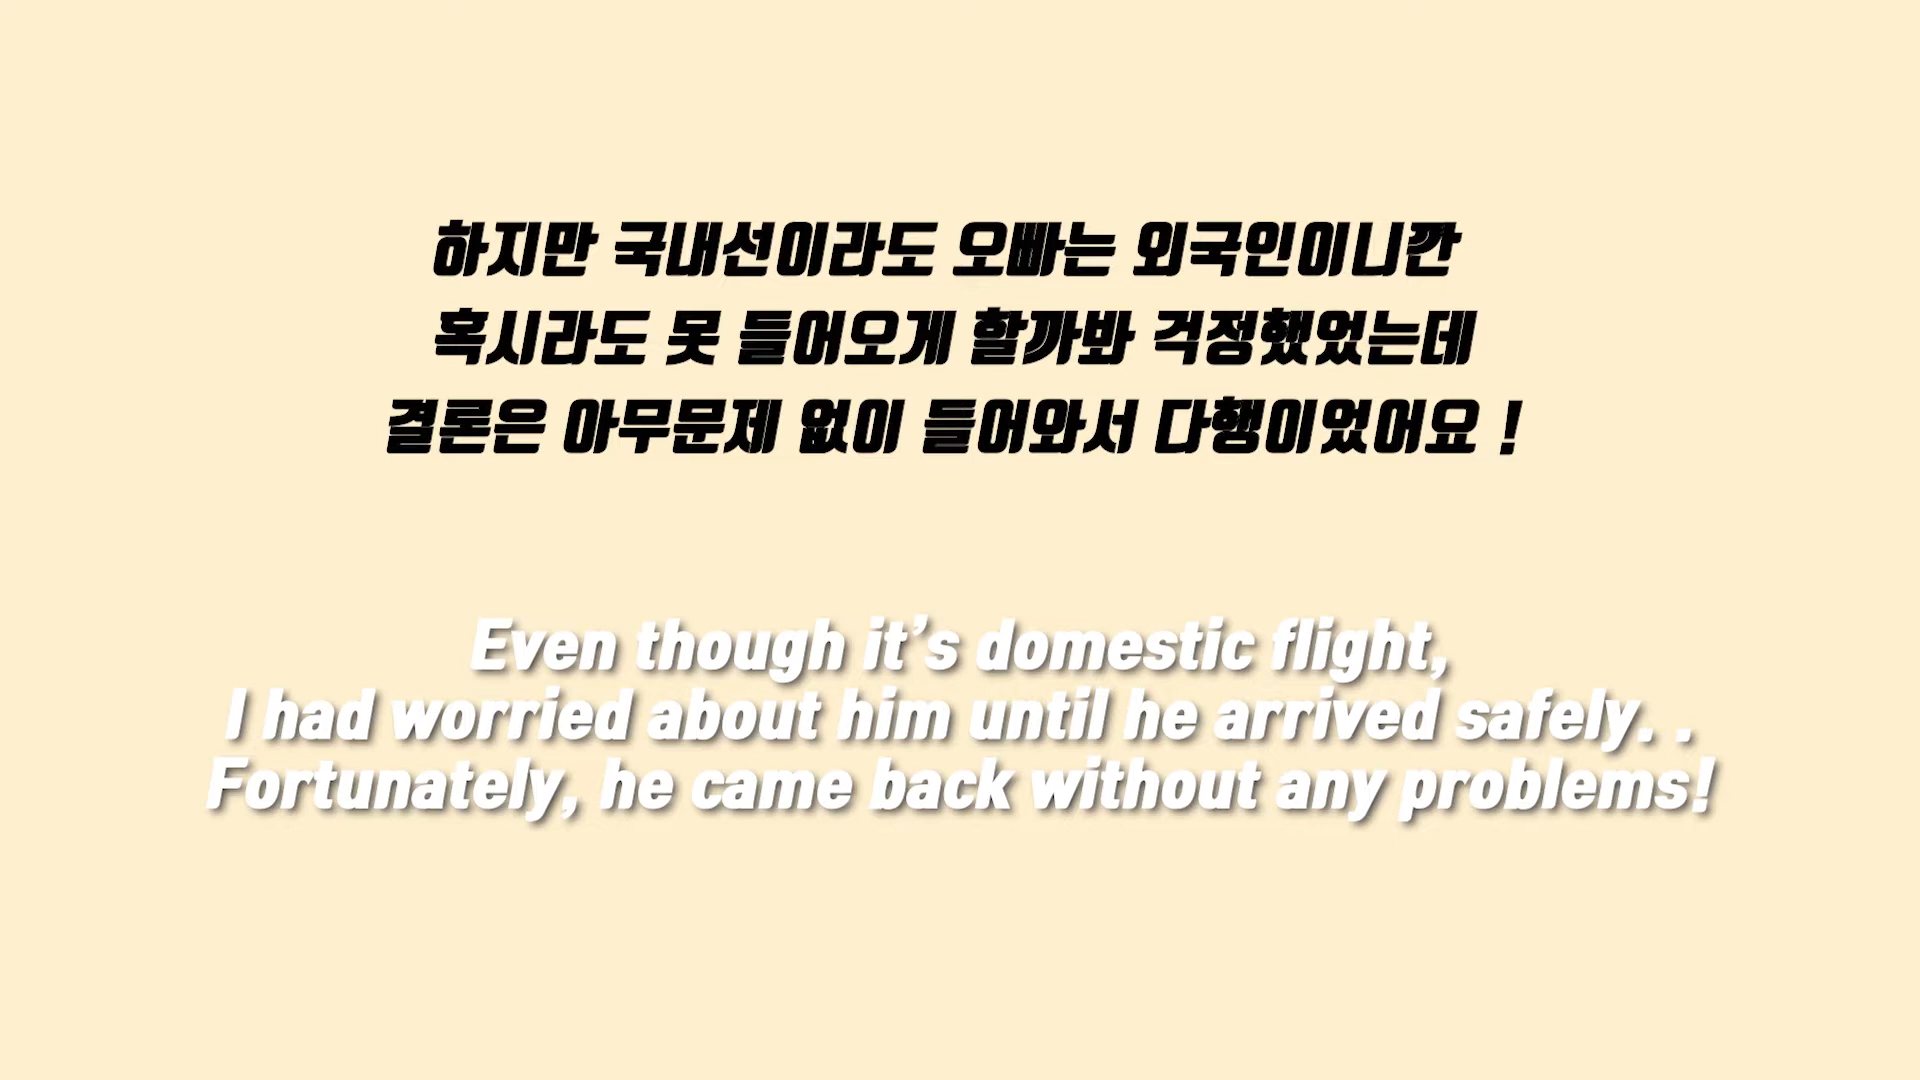 하지만 국내선이라도 오빠는 외국인이니깐
혹시라도 못 들어오게 할까봐 걱정했었는데
결론은 아무문제 없이 들어와서 다행이었어요 !
Even though it's domestic flight,
I had worried about him until he arrived safely. .
Fortunately, he came back without any problems!